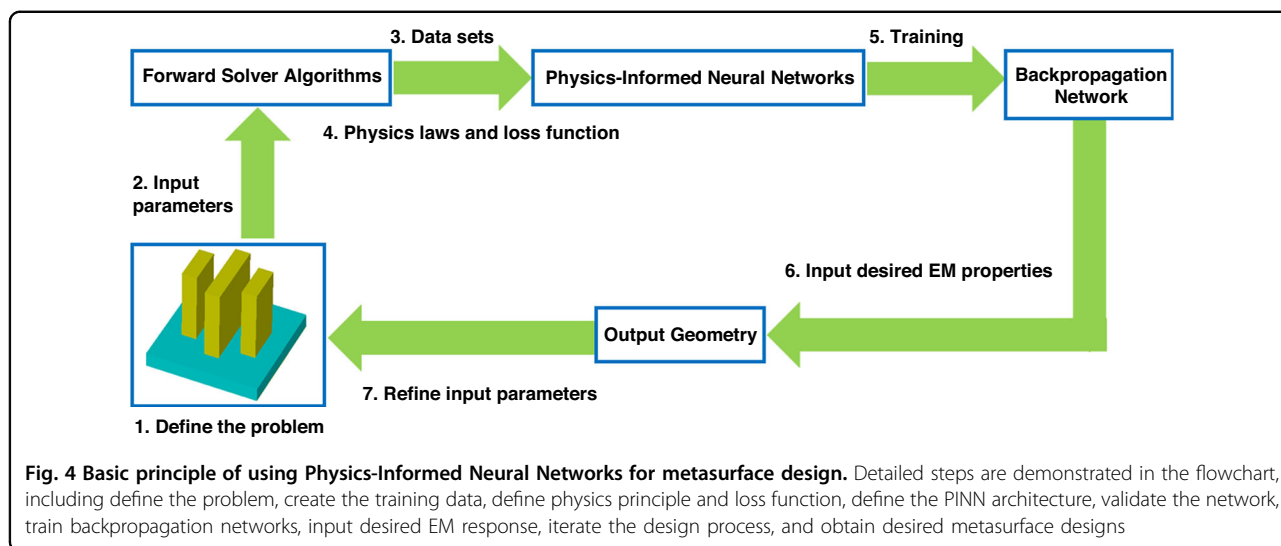 3. Data sets
5. Training
Forward Solver Algorithms
Physics-Informed Neural Networks
Backpropagation
Network
4. Physics laws and loss function
2. Input
parameters
6. Input desired EM properties
Output Geometry
7. Refine input parameters
1. Define the problem
Fig. 4 Basic principle of using Physics-Informed Neural Networks for metasurface design. Detailed steps are demonstrated in the flowchart,
including define the problem, create the training data, define physics principle and loss function, define the PINN architecture, validate the network,
train backpropagation networks, input desired EM response, iterate the design process, and obtain desired metasurface designs